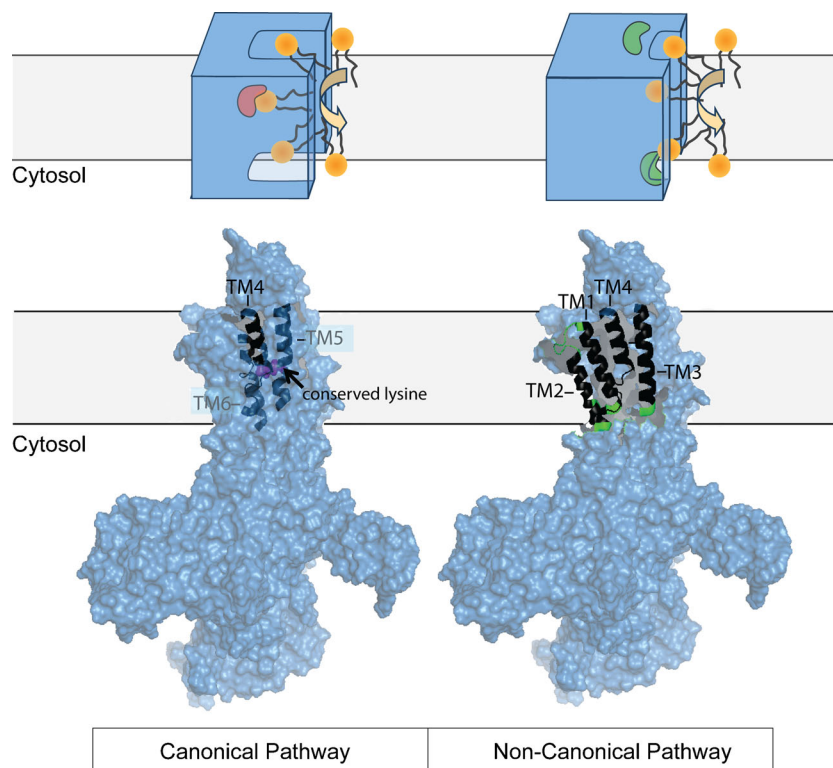 Cytosol
TM4
TM5
conserved lysine
TM6
TM1
TM4
TM2
TM3
Cytosol
Canonical Pathway
Non-Canonical Pathway